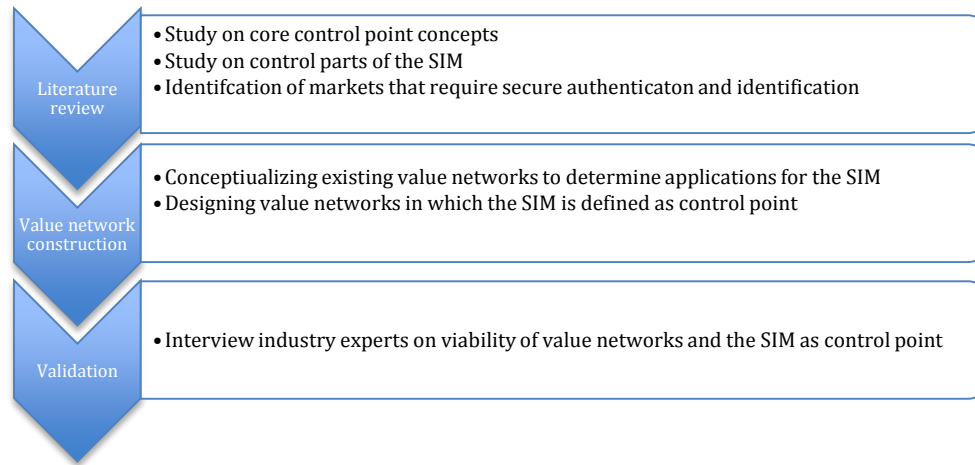 Literature
review
• Study on core control point concepts
• Study on control parts of the SIM
• Identifcation of markets that require secure authenticaton and identification
Value network
construction
• Conceptiualizing existing value networks to determine applications for the SIM
• Designing value networks in which the SIM is defined as control point
Validation
• Interview industry experts on viability of value networks and the SIM as control point